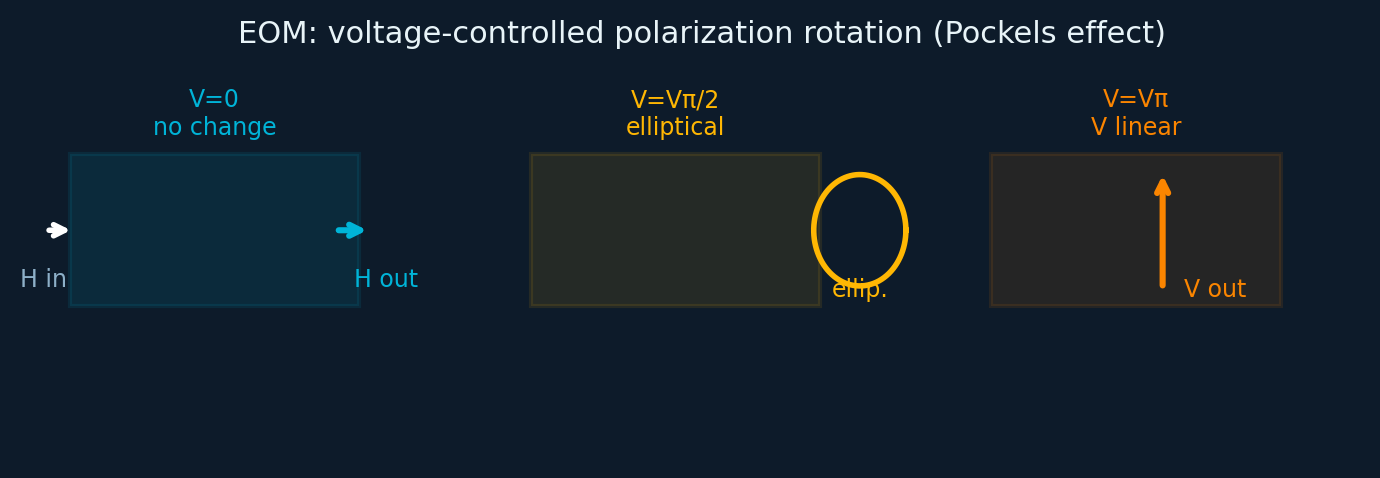 EOM: voltage-controlled polarization rotation (Pockels effect)
V=0
no change
V=Vπ/2
elliptical
V=Vπ
V linear
H in
H out
ellip.
V out